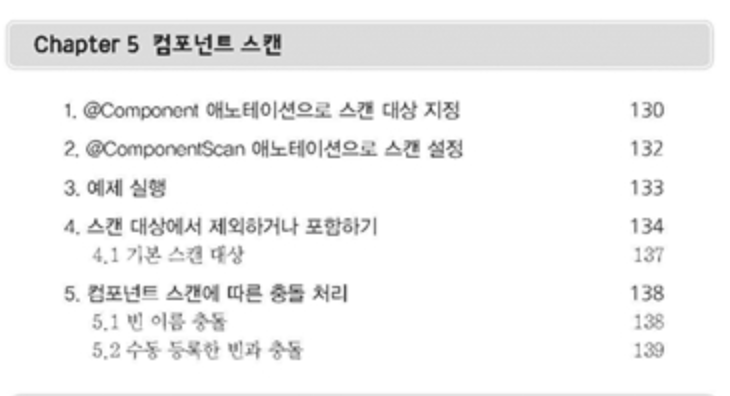 Chapter 5 컴포넌트 스캔
1. @Component 애노테이션으로 스캔 대상 지정 130
2. @ComponentScan 애노테이션으로 스캔 설정 132
3. 예제 실행 133
4. 스캔 대상에서 제외하거나 포함하기 134
4.1 기본 스캔 대상 137
5. 컴포넌트 스캔에 따른 충돌 처리 138
5.1 빈 이름 충돌 138
5.2 수동 등록한 빈과 충돌 139